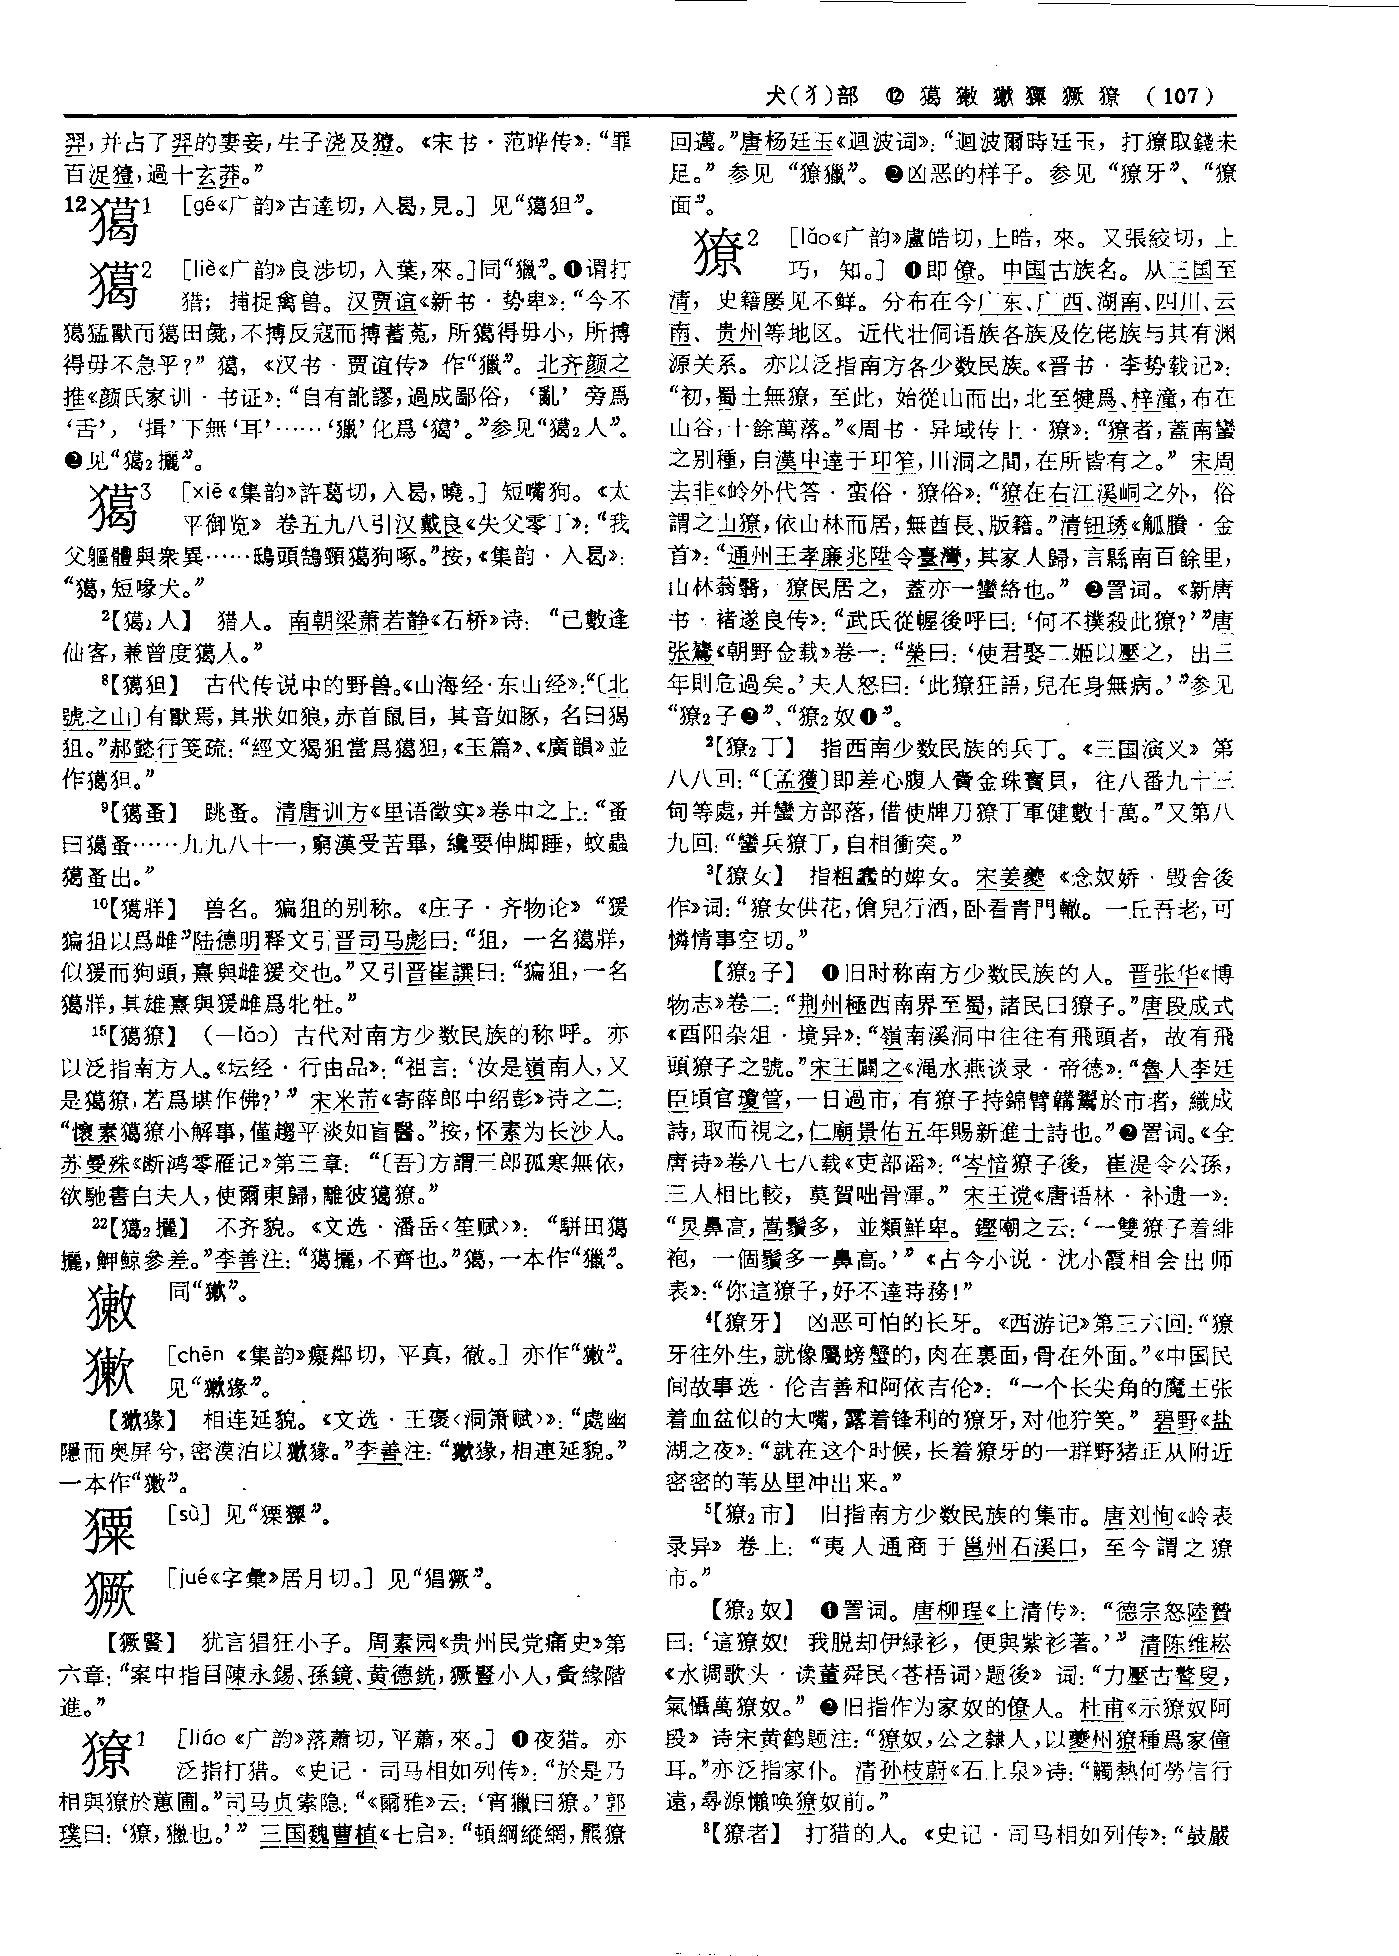 犬(犭)部 ⑫ 猲 𤡎 獙 獯 獗 獠 (107)
羿，并占了羿的妻妾，生子浇及豷。《宋书·范晔传》：“罪
百浞豷，過十玄莽。”
12獦1 [gé《广韵》古達切，入曷，見。] 见“獦狚”。
獦2 [liè《广韵》良涉切，入葉，來。]同“獵”。❶谓打
猎；捕捉禽兽。汉贾谊《新书·势卑》：“今不
獦猛獸而獦田彘，不搏反寇而搏蓄菟，所獦得毋小，所搏
得毋不急乎？”獦，《汉书·贾谊传》作“獵”。北齐颜之
推《颜氏家训·书证》：“自有訛謬，過成鄙俗，‘亂’旁爲
‘舌’，‘揖’下無‘耳’……‘獵’化爲‘獦’。”参见“獦2人”。
❷见“獦2攦”。
獦3 [xiē《集韵》許葛切，入曷，曉。] 短嘴狗。《太
平御览》卷五九八引汉戴良《失父零丁》：“我
父軀體與衆異……鴟頭鵠頸獦狗啄。”按，《集韵·入曷》：
“獦，短喙犬。”
2【獦2人】 猎人。南朝梁萧若静《石桥》诗：“已數逢
仙客，兼曾度獦人。”
8【獦狚】 古代传说中的野兽。《山海经·东山经》：“〔北
號之山〕有獸焉，其狀如狼，赤首鼠目，其音如豚，名曰猲
狙。”郝懿行笺疏：“經文猲狙當爲獦狚，《玉篇》、《廣韻》並
作獦狚。”
9【獦蚤】 跳蚤。清唐训方《里语徵实》卷中之上：“蚤
曰獦蚤……九九八十一，窮漢受苦畢，纔要伸脚睡，蚊蟲
獦蚤出。”
10【獦牂】 兽名。猵狙的别称。《庄子·齐物论》“猨
猵狙以爲雌”陆德明释文引晋司马彪曰：“狙，一名獦牂，
似猨而狗頭，憙與雌猨交也。”又引晋崔譔曰：“猵狙，一名
獦牂，其雄憙與猨雌爲牝牡。”
15【獦獠】 （—lǎo）古代对南方少数民族的称呼。亦
以泛指南方人。《坛经·行由品》：“祖言：‘汝是嶺南人，又
是獦獠，若爲堪作佛？’” 宋米芾《寄薛郎中绍彭》诗之二：
“懷素獦獠小解事，僅趨平淡如盲醫。”按，怀素为长沙人。
苏曼殊《断鸿零雁记》第三章：“〔吾〕方謂三郎孤寒無依，
欲馳書白夫人，使爾東歸，離彼獦獠。”
22【獦2攦】 不齐貌。《文选·潘岳〈笙赋〉》：“駢田獦
攦，魻鰈參差。”李善注：“獦攦，不齊也。”獦，一本作“獵”。
同“獙”。
[chēn《集韵》癡鄰切，平真，徹。] 亦作“𤡎”。
相连延貌。《文选·王褒〈洞箫赋〉》：“處幽
隱而奥屏兮，密漠泊以
李善注：
相連延貌。”
一本作
[sù] 见
獗 [jué《字彙》居月切。] 见“猖獗”。
【獗豎】 犹言猖狂小子。周素园《贵州民党痛史》第
六章：“案中指目陳永錫、孫鏡、黄德銑，獗豎小人，夤緣階
進。”
獠1 [liáo《广韵》落蕭切，平蕭，來。] ❶夜猎。亦
泛指打猎。《史记·司马相如列传》：“於是乃
相與獠於蕙圃。”司马贞索隐：“《爾雅》云：‘宵獵曰獠。’郭
璞曰：‘獠，獵也。’” 三国魏曹植《七启》：“頓綱縱網，羆獠
回邁。”唐杨廷玉《迴波词》：“迴波爾時廷玉，打獠取錢未
足。”参见“獠獵”。❷凶恶的样子。参见“獠牙”、“獠
面”。
獠2 [lǎo《广韵》盧皓切，上晧，來。又張絞切，上
巧，知。] ❶即僚。中国古族名。从三国至
清，史籍屡见不鲜。分布在今广东、广西、湖南、四川、云
南、贵州等地区。近代壮侗语族各族及仡佬族与其有渊
源关系。亦以泛指南方各少数民族。《晋书·李势载记》：
“初，蜀土無獠，至此，始從山而出，北至犍爲、梓潼，布在
山谷，十餘萬落。”《周书·异域传上·獠》：“獠者，蓋南蠻
之别種，自漢中達于邛笮，川洞之間，在所皆有之。” 宋周
去非《岭外代答·蛮俗·獠俗》：“獠在右江溪峒之外，俗
謂之山獠，依山林而居，無酋長、版籍。”清钮琇《觚賸·金
首》：“通州王孝廉兆陞令臺灣，其家人歸，言縣南百餘里，
山林蓊翳，獠民居之，蓋亦一蠻絡也。” ❷詈词。《新唐
书·褚遂良传》：“武氏從幄後呼曰：‘何不撲殺此獠？’”唐
张鷟《朝野佥载》卷一：“榮曰：‘使君娶二姬以壓之，出三
年則危過矣。’夫人怒曰：‘此獠狂語，兒在身無病。’”参见
“獠2子❷”、“獠2奴❶”。
2【獠2丁】 指西南少数民族的兵丁。《三国演义》第
八八回：“〔孟獲〕即差心腹人齎金珠寶貝，往八番九十三
甸等處，并蠻方部落，借使牌刀獠丁軍健數十萬。”又第八
九回：“蠻兵獠丁，自相衝突。”
3【獠女】 指粗蠢的婢女。宋姜夔《念奴娇·毁舍後
作》词：“獠女供花，傖兒行酒，卧看青門轍。一丘吾老，可
憐情事空切。”
【獠2子】 ❶旧时称南方少数民族的人。晋张华《博
物志》卷二：“荆州極西南界至蜀，諸民曰獠子。”唐段成式
《酉阳杂俎·境异》：“嶺南溪洞中往往有飛頭者，故有飛
頭獠子之號。”宋王闢之《渑水燕谈录·帝德》：“魯人李廷
臣頃官瓊管，一日過市，有獠子持錦臂韝鬻於市者，織成
詩，取而視之，仁廟景佑五年賜新進士詩也。”❷詈词。《全
唐诗》卷八七八载《吏部谣》：“岑愔獠子後，崔湜令公孫，
三人相比較，莫賀咄骨渾。” 宋王谠《唐语林·补遗一》：
“炅鼻高，嵩鬚多，並類鮮卑。鏗嘲之云：‘一雙獠子着緋
袍，一個鬚多一鼻高。’”《古今小说·沈小霞相会出师
表》：“你這獠子，好不達時務！”
4【獠牙】 凶恶可怕的长牙。《西游记》第三六回：“獠
牙往外生，就像屬螃蟹的，肉在裏面，骨在外面。”《中国民
间故事选·伦吉善和阿依吉伦》：“一个长尖角的魔王张
着血盆似的大嘴，露着锋利的獠牙，对他狞笑。” 碧野《盐
湖之夜》：“就在这个时候，长着獠牙的一群野猪正从附近
密密的苇丛里冲出来。”
5【獠2市】 旧指南方少数民族的集市。唐刘恂《岭表
录异》卷上：“夷人通商于邕州石溪口，至今謂之獠
市。”
【獠2奴】 ❶詈词。唐柳珵《上清传》：“德宗怒陸贄
曰：‘這獠奴！我脱却伊緑衫，便與紫衫著。’” 清陈维崧
《水调歌头·读董舜民〈苍梧词〉题後》词：“力壓古聱叟，
氣懾萬獠奴。” ❷旧指作为家奴的僚人。杜甫《示獠奴阿
段》诗宋黄鹤题注：“獠奴，公之隸人，以夔州獠種爲家僮
耳。”亦泛指家仆。清孙枝蔚《石上泉》诗：“觸熱何勞信行
遠，尋源懶唤獠奴前。”
8【獠者】 打猎的人。《史记·司马相如列传》：“鼓嚴